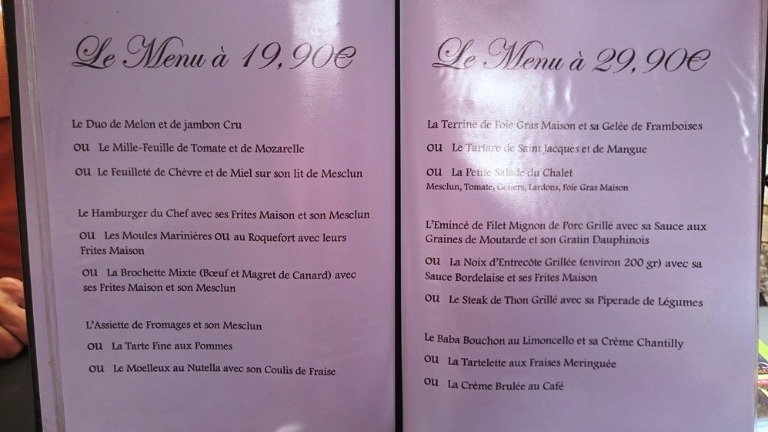 Le Menu à 19,90€
Le Duo de Melon et de jambon Cru
ou Le Mille-Feuille de Tomate et de Mozarelle
ou Le Feuilleté de Chèvre et de Miel sur son lit de Mesclun
Le Hamburger du Chef avec ses Frites Maison et son Mesclun
ou Les Moules Marinières ou au Roquefort avec leurs
Frites Maison
ou La Brochette Mixte (Bœuf et Magret de Canard) avec
ses Frites Maison et son Mesclun
L'Assiette de Fromages et son Mesclun
ou La Tarte Fine aux Pommes
ou Le Moelleux au Nutella avec son Coulis de Fraise
Le Menu à 29,90€
La Terrine de Foie Gras Maison et sa Gelée de Framboises
ou Le Tartare de Saint Jacques et de Mangue
ou La Petite Salade du Chalet
Mesclun, Tomate, Gésiers, Lardons, Foie Gras Maison
L'Emincé de Filet Mignon de Porc Grillé avec sa Sauce aux
Graines de Moutarde et son Gratin Dauphinois
ou La Noix d'Entrecôte Grillée (environ 200 gr) avec sa
Sauce Bordelaise et ses Frites Maison
ou Le Steak de Thon Grillé avec sa Piperade de Légumes
Le Baba Bouchon au Limoncello et sa Crème Chantilly
ou La Tartelette aux Fraises Meringuée
ou La Crème Brulée au Café